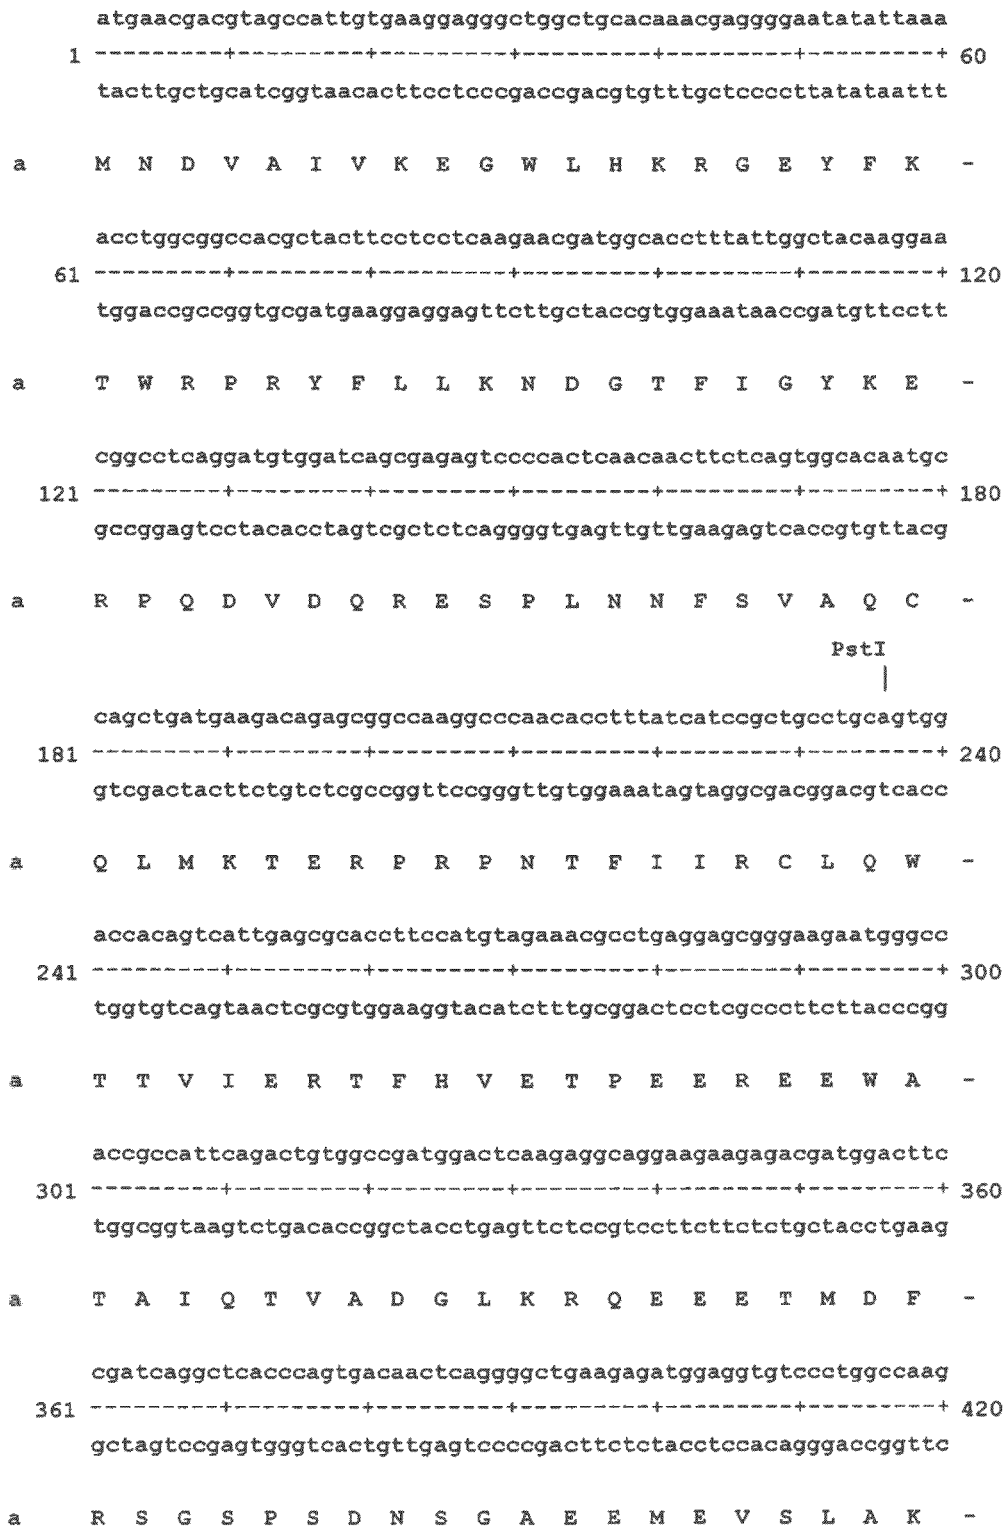 atgaacgacgtagccattgtgaaggagggctggctgcacaaacgaggggaatatattaaa
1 ---------+---------+---------+---------+---------+---------+ 60
tacttgctgcatcggtaacacttcctcccgaccgacgtgtttgctccccttatataattt
a M N D V A I V K E G W L H K R G E Y F K -
acctggcggccacgctacttcctcctcaagaacgatggcacctttattggctacaaggaa
61 ---------+---------+---------+---------+---------+---------+ 120
tggaccgccggtgcgatgaaggaggagttcttgctaccgtggaaataaccgatgttcctt
a T W R P R Y F L L K N D G T F I G Y K E -
cggcctcaggatgtggatcagcgagagtccccactcaacaacttctcagtggcacaatgc
121 ---------+---------+---------+---------+---------+---------+ 180
gccggagtcctacacctagtcgctctcaggggtgagttgttgaagagtcaccgtgttacg
a R P Q D V D Q R E S P L N N F S V A Q C -
PstI
|
cagctgatgaagacagagcggccaaggcccaacacctttatcatccgctgcctgcagtgg
181 ---------+---------+---------+---------+---------+---------+ 240
gtcgactacttctgtctcgccggttccgggttgtggaaatagtaggcgacggacgtcacc
a Q L M K T E R P R P N T F I I R C L Q W -
accacagtcattgagcgcaccttccatgtagaaacgcctgaggagcgggaagaatgggcc
241 ---------+---------+---------+---------+---------+---------+ 300
tggtgtcagtaactcgcgtggaaggtacatctttgcggactcctcgcccttcttacccgg
a T T V I E R T F H V E T P E E R E E W A -
accgccattcagactgtggccgatggactcaagaggcaggaagaagagacgatggacttc
301 ---------+---------+---------+---------+---------+---------+ 360
tggcggtaagtctgacaccggctacctgagttctccgtccttcttctctgctacctgaag
a T A I Q T V A D G L K R Q E E E T M D F -
cgatcaggctcacccagtgacaactcaggggctgaagagatggaggtgtccctggccaag
361 ---------+---------+---------+---------+---------+---------+ 420
gctagtccgagtgggtcactgttgagtccccgacttctctacctccacagggaccggttc
a R S G S P S D N S G A E E M E V S L A K -